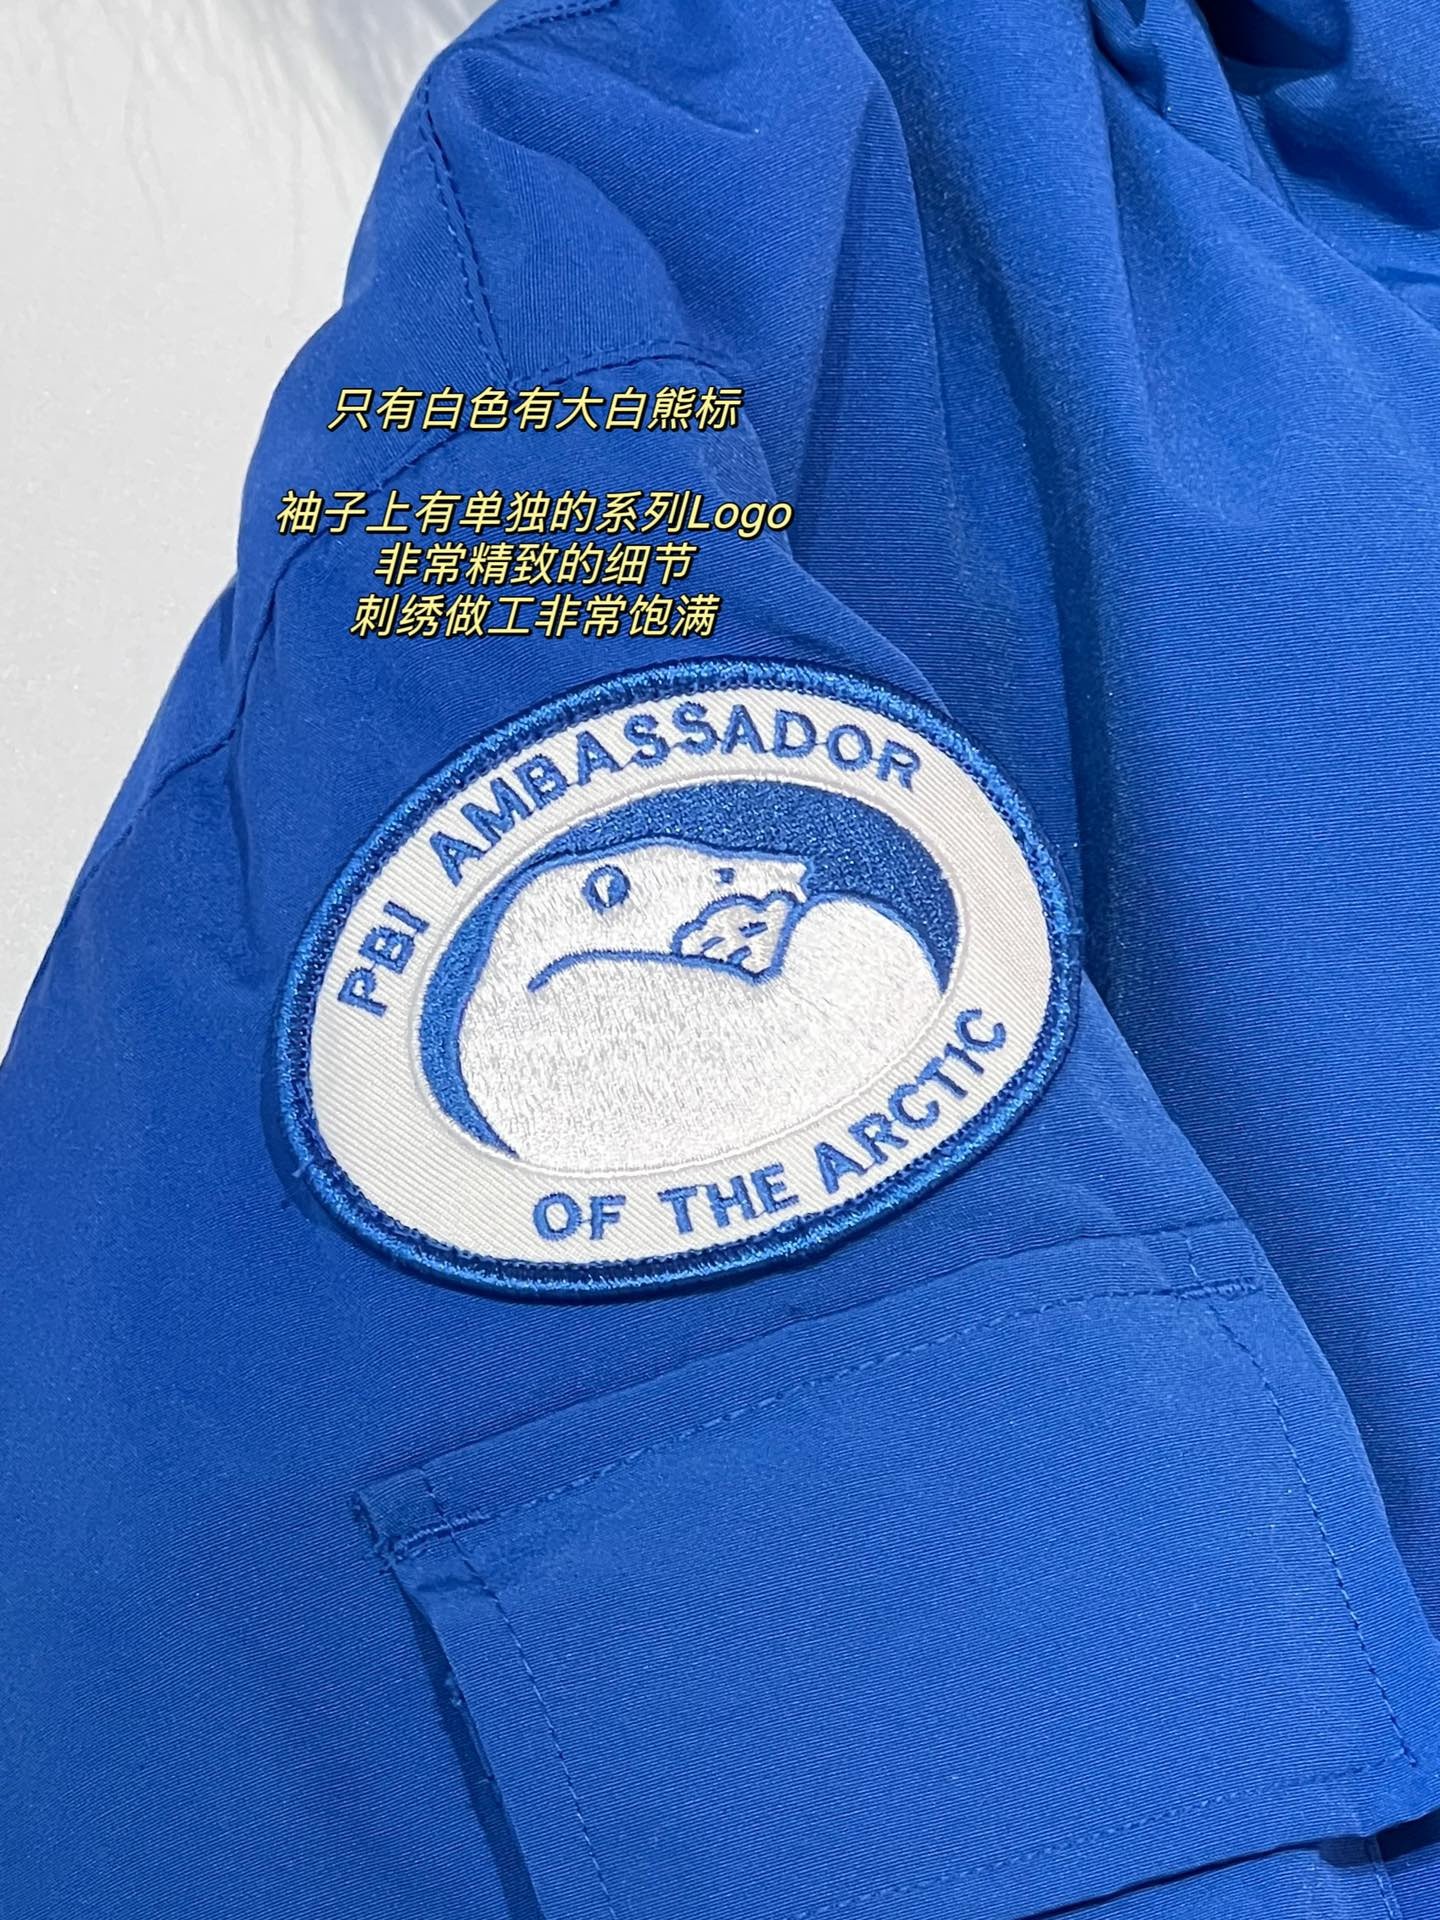 只有白色有大白熊标
袖子上有单独的系列Logo
非常精致的细节
刺绣做工非常饱满
PBI AMBASSADOR
OF THE ARCTIC